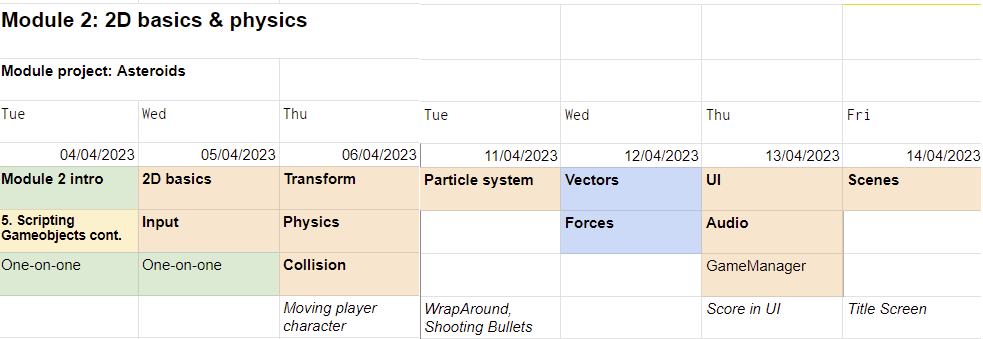 Module 2: 2D basics & physics
Module project: Asteroids
Tue Wed Thu Tue Wed Thu Fri
04/04/2023 05/04/2023 06/04/2023 11/04/2023 12/04/2023 13/04/2023 14/04/2023
Module 2 intro 2D basics Transform Particle system Vectors UI Scenes
5. Scripting
Gameobjects cont. Input Physics Forces Audio
One-on-one One-on-one Collision GameManager
Moving player
character
WrapAround,
Shooting Bullets
Score in UI
Title Screen